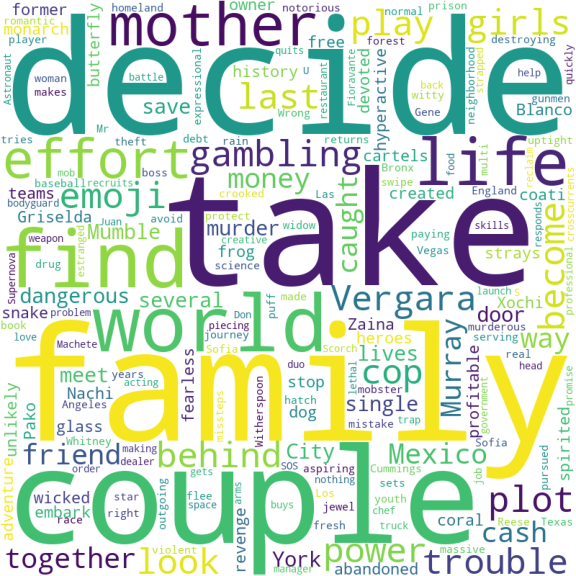 former
romantic
monarch
player
Astronaut
woman
makes
homeland
battle
quits
butterfly
mother
expressional
owner
notorious
prison
free
U
restaurant
history
save
last
Wrong
Fioravante
devoted
play
hyperactive
girls
normal
forest
back
witty
Gene
strapped
destroying
neighborhood
help
quickly
gunmen
Blanco
decide
tries
theft
debt
rain
returns
Mr
effort
mob
boss
gambling
cartels
life
food
multi
uptight
reclaim
teams
baseball
recruits
emoji
money
Bronx
swipe
England
crosscurrents
Griselda
Juan
avoid
crooked
Las
caught
created
coati
bodyguard
Mumble
protect
murder
frog
Vegas
paying
skills
strays
professional
take
find
weapon
widow
creative
science
Supernova
drug
estranged
dangerous
several
Vergara
responds
Xochi
become
snake
problem
world
Don
made
puff
Zaina
door
launch
S
way
book
love
Machete
piecing
journey
Sofia
Scorch
heroes
lives
cop
Murray
murderous
serving
real
meet
years
acting
duo
fearless
missteps
Witherspoon
stop
lethal
mobster
single
profitable
government
head
spirited
promise
unlikely
Pako
Nachi
Angeles
glass
hatch
dog
mistake
trap
family
adventure
Whitney
friend
making
dealer
behind
City
SOS
aspiring
nothing
Cummings
Mexico
Sofía
job
pursued
plot
order
gets
wicked
star
embark
race
right
outgoing
flee
space
arms
buys
Los
jewel
fresh
sets
youth
chef
truck
coral
cash
Reese
Texas
couple
together
look
violent
manager
revenge
York
power
abandoned
massive
trouble